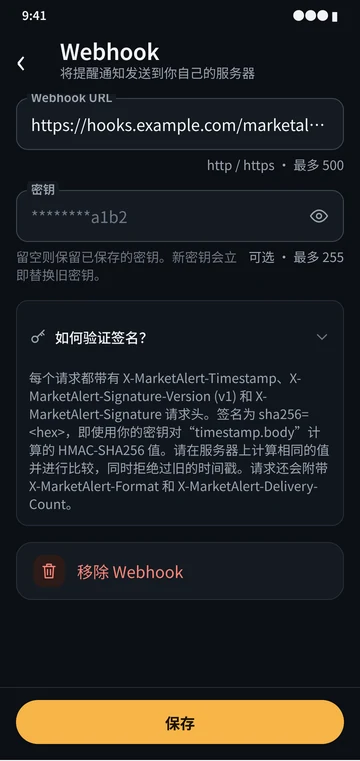 9:41
Webhook
将提醒通知发送到你自己的服务器
Webhook URL
https://hooks.example.com/marketal···
http / https · 最多 500
密钥
********a1b2
留空则保留已保存的密钥。新密钥会立即替换旧密钥。
可选 · 最多 255
如何验证签名？
每个请求都带有 X-MarketAlert-Timestamp、X-
MarketAlert-Signature-Version (v1) 和 X-
MarketAlert-Signature 请求头。签名为 sha256=
<hex>，即使用你的密钥对“timestamp.body”计
算的 HMAC-SHA256 值。请在服务器上计算相同的值
并进行比较，同时拒绝过旧的时间戳。请求还会附带
X-MarketAlert-Format 和 X-MarketAlert-Delivery-
Count。
移除 Webhook
保存